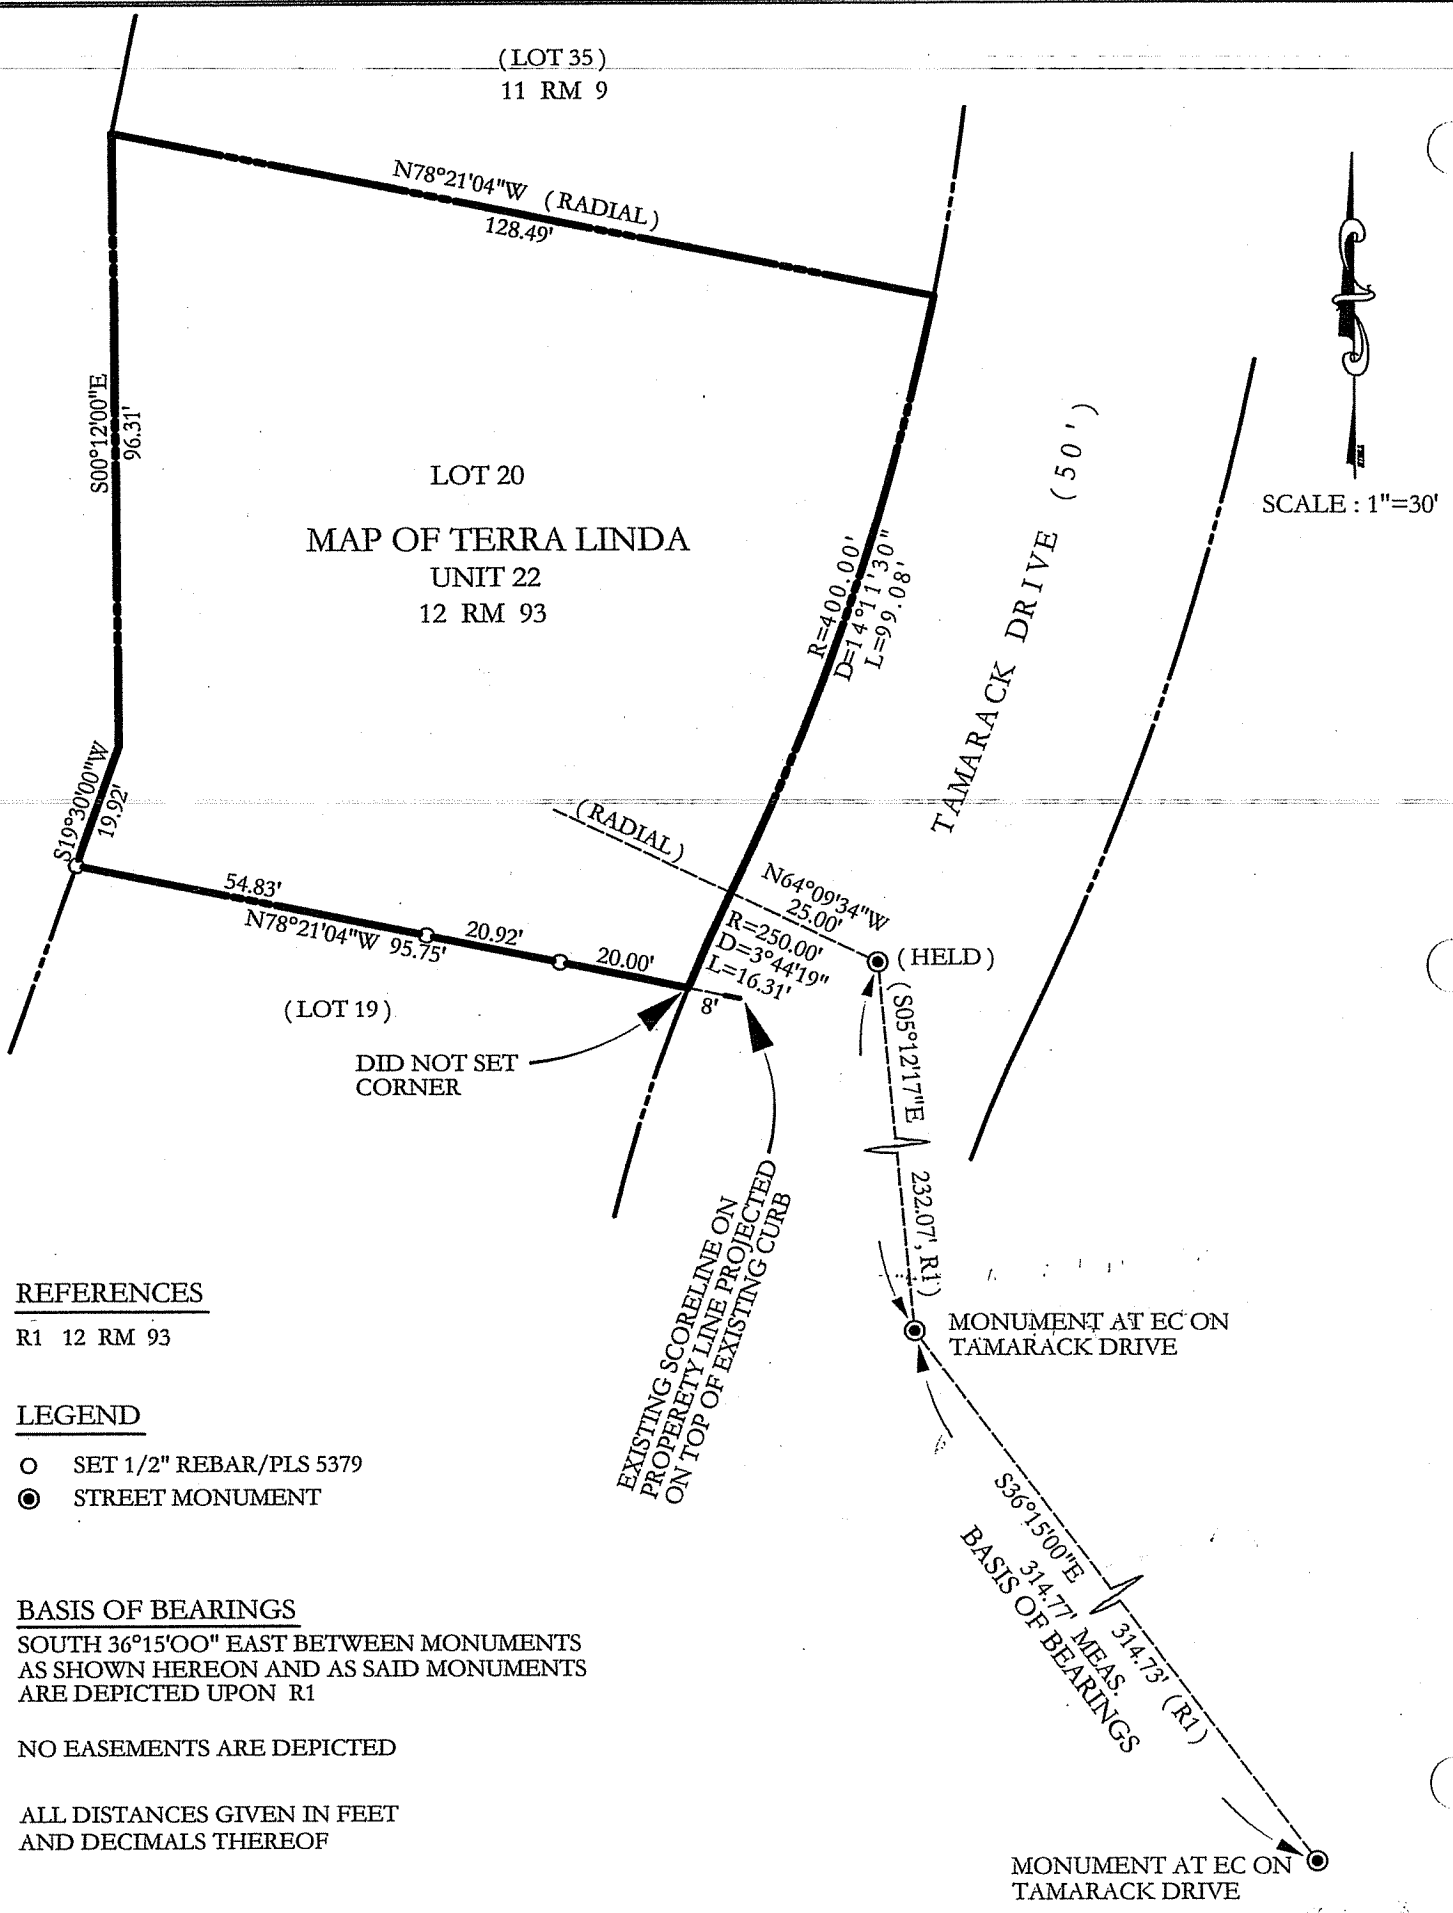 (LOT 35)
11 RM 9
N78°21'04"W (RADIAL)
128.49'
S00°12'00"E
96.31'
LOT 20
MAP OF TERRA LINDA
UNIT 22
12 RM 93
R=400.00'
D=14°11'30"
L=99.08'
TAMARACK DRIVE (50')
SCALE : 1"=30'
S19°30'00"W
19.92'
(RADIAL)
N64°09'34"W
25.00'
R=250.00'
D=3°44'19"
L=16.31'
(HELD)
54.83'
N78°21'04"W 95.75'
20.92'
20.00'
8'
(LOT 19)
DID NOT SET
CORNER
(S05°12'17"E 232.07', R1)
EXISTING SCORELINE ON
PROPERETY LINE PROJECTED
ON TOP OF EXISTING CURB
MONUMENT AT EC ON
TAMARACK DRIVE
REFERENCES
R1 12 RM 93
LEGEND
SET 1/2" REBAR/PLS 5379
STREET MONUMENT
S36°15'00"E 314.73' (R1)
314.77' MEAS.
BASIS OF BEARINGS
BASIS OF BEARINGS
SOUTH 36°15'OO" EAST BETWEEN MONUMENTS
AS SHOWN HEREON AND AS SAID MONUMENTS
ARE DEPICTED UPON R1
NO EASEMENTS ARE DEPICTED
ALL DISTANCES GIVEN IN FEET
AND DECIMALS THEREOF
MONUMENT AT EC ON
TAMARACK DRIVE